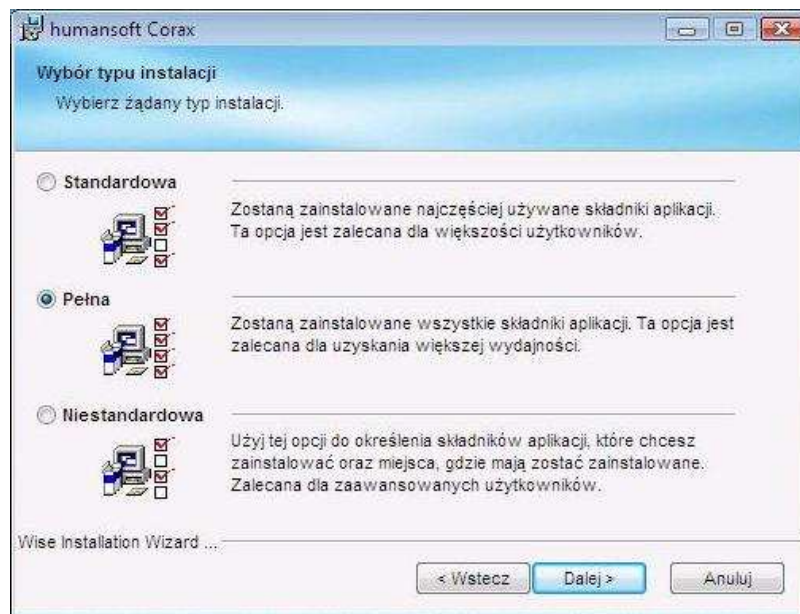 humansoft Corax
Wybór typu instalacji
Wybierz żądany typ instalacji.
Standardowa
Zostaną zainstalowane najczęściej używane składniki aplikacji.
Ta opcja jest zalecana dla większości użytkowników.
Pełna
Zostaną zainstalowane wszystkie składniki aplikacji. Ta opcja jest
zalecana dla uzyskania większej wydajności.
Niestandardowa
Użyj tej opcji do określenia składników aplikacji, które chcesz
zainstalować oraz miejsca, gdzie mają zostać zainstalowane.
Zalecana dla zaawansowanych użytkowników.
Wise Installation Wizard ...
< Wstecz
Dalej >
Anuluj